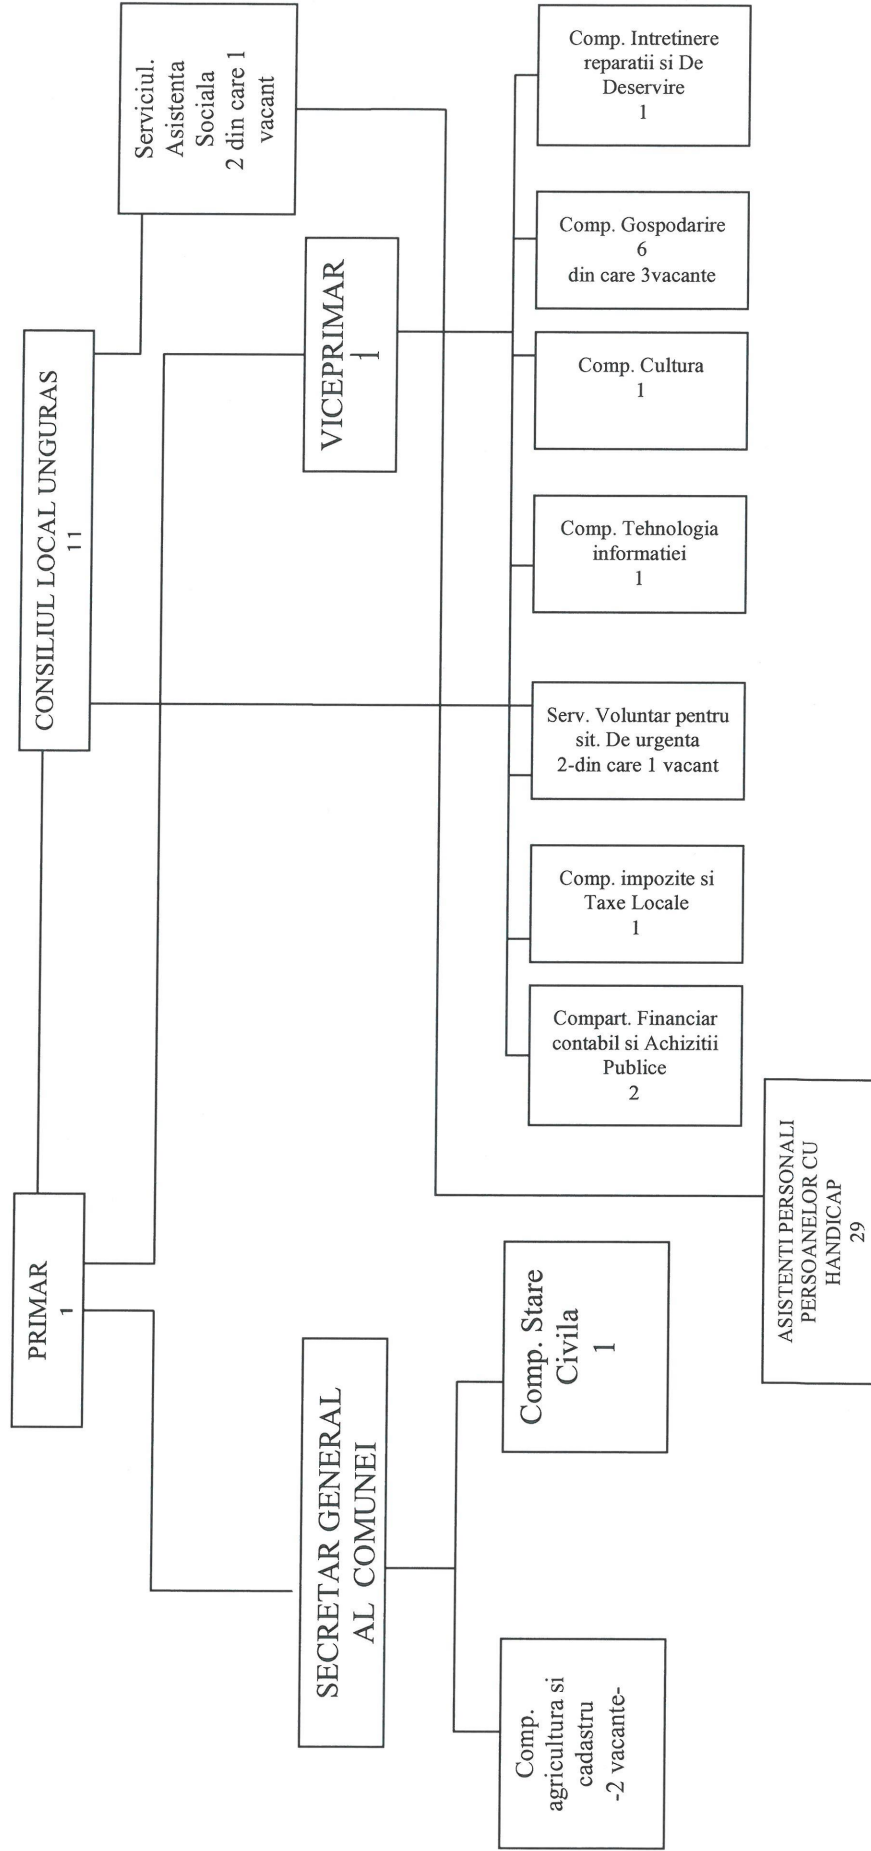 PRIMAR
1
CONSILIUL LOCAL UNGURAS
11
Serviciul.
Asistenta
Sociala
2 din care 1
vacant
SECRETAR GENERAL
AL COMUNEI
VICEPRIMAR
1
Comp.
agricultura si
cadastru
-2 vacante-
Comp. Stare
Civila
1
Compart. Financiar
contabil si Achizitii
Publice
2
Comp. impozite si
Taxe Locale
1
Serv. Voluntar pentru
sit. De urgenta
2-din care 1 vacant
Comp. Tehnologia
informatiei
1
Comp. Cultura
1
Comp. Gospodarire
6
din care 3vacante
Comp. Intretinere
reparatii si De
Deservire
1
ASISTENTI PERSONALI
PERSOANELOR CU
HANDICAP
29